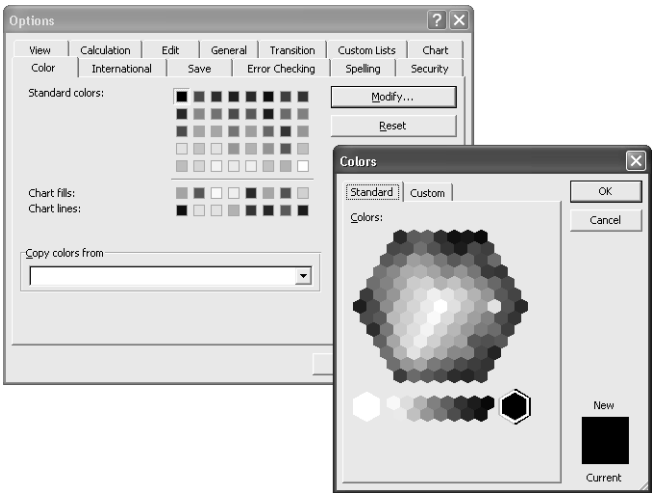 Options
View Calculation Edit General Transition Custom Lists Chart
Color International Save Error Checking Spelling Security
Standard colors:
Modify...
Reset
Chart fills:
Chart lines:
Copy colors from
Colors
Standard Custom
Colors:
OK
Cancel
New
Current